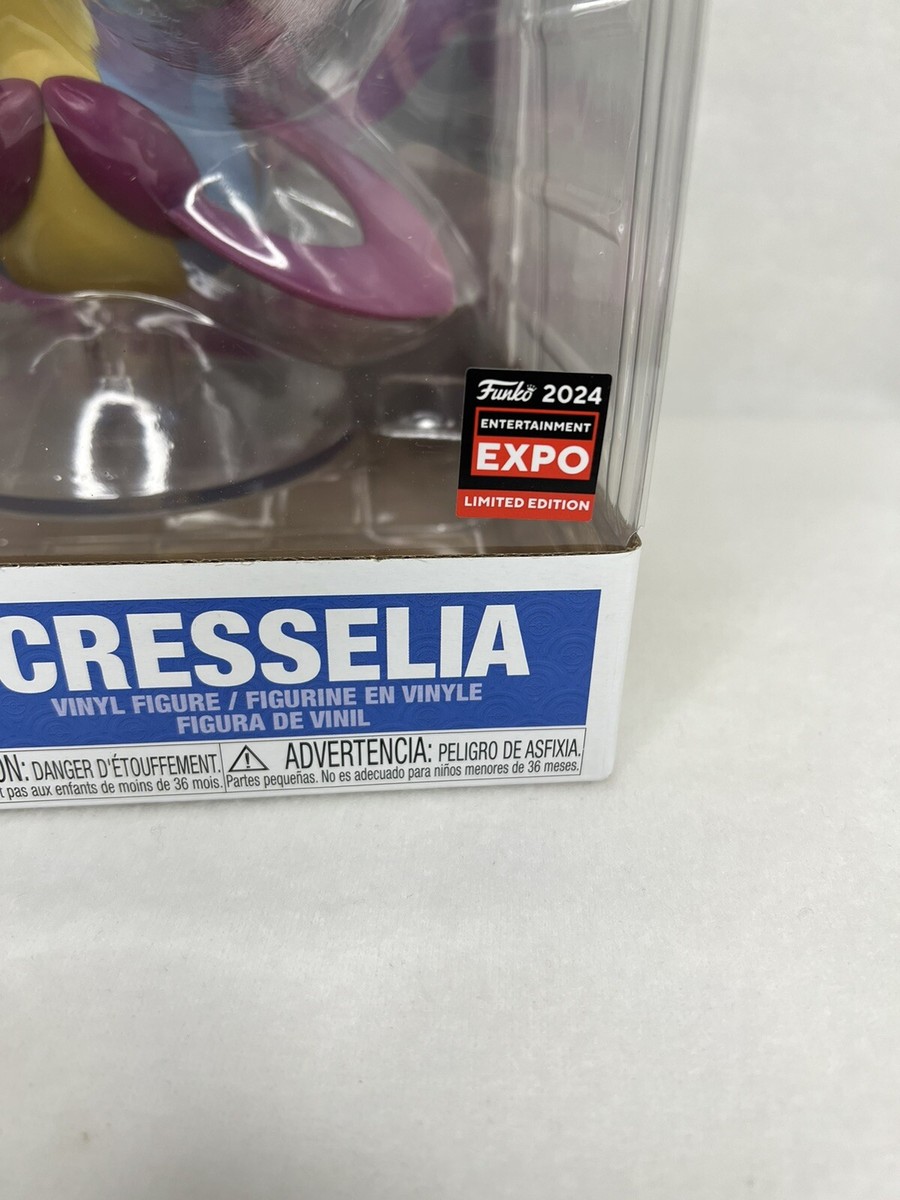 Funko 2024
ENTERTAINMENT
EXPO
LIMITED EDITION
CRESSELIA
VINYL FIGURE / FIGURINE EN VINYLE
FIGURA DE VINIL
ON: DANGER D'ÉTOUFFEMENT.
t pas aux enfants de moins de 36 mois.
ADVERTENCIA: PELIGRO DE ASFIXIA.
Partes pequeñas. No es adecuado para niños menores de 36 meses.